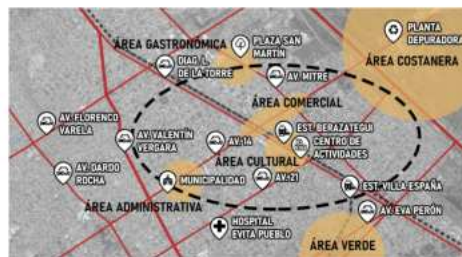 PLANTA
DEPURADORA
PLAZA SAN
MARTÍN
ÁREA GASTRONÓMICA
DIAG. L.
DE LA TORRE
ÁREA COSTANERA
AV. MITRE
ÁREA COMERCIAL
AV. FLORENCO
VARELA
AV. VALENTÍN
VERGARA
AV. 14
EST. BERAZATEGUI
CENTRO DE
ACTIVIDADES
ÁREA CULTURAL
AV. DARDO
ROCHA
MUNICIPALIDAD
AV. 21
EST. VILLA ESPAÑA
ÁREA ADMINISTRATIVA
AV. EVA PERÓN
HOSPITAL
EVITA PUEBLO
ÁREA VERDE